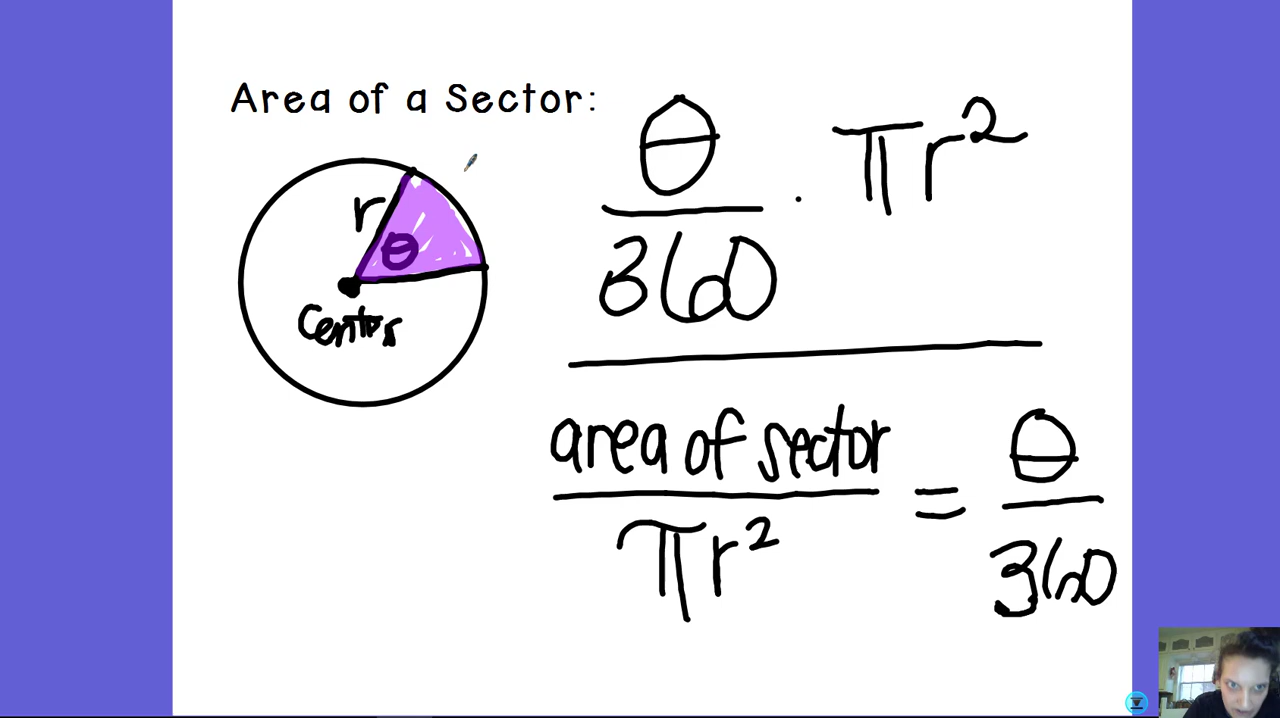 Area of a Sector:
θ
360
· πr²
r
θ
Center
area of sector
πr²
=
θ
360